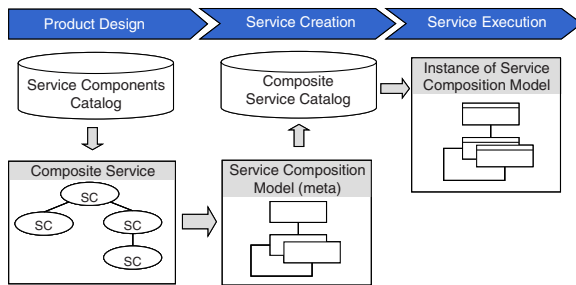 Product Design
Service Creation
Service Execution
Service Components
Catalog
Composite
Service Catalog
Instance of Service
Composition Model
Composite Service
SC
SC
SC
SC
Service Composition
Model (meta)